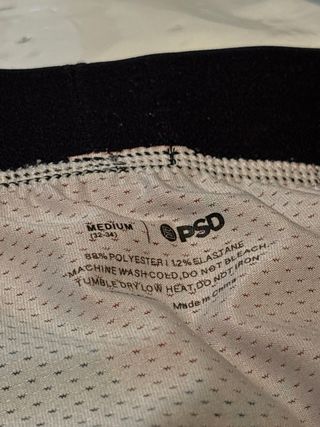 MEDIUM | PSD
(32-34)
88% POLYESTER | 12% ELASTANE
MACHINE WASH COLD, DO NOT BLEACH.
TUMBLE DRY LOW HEAT, DO NOT IRON
Made in China